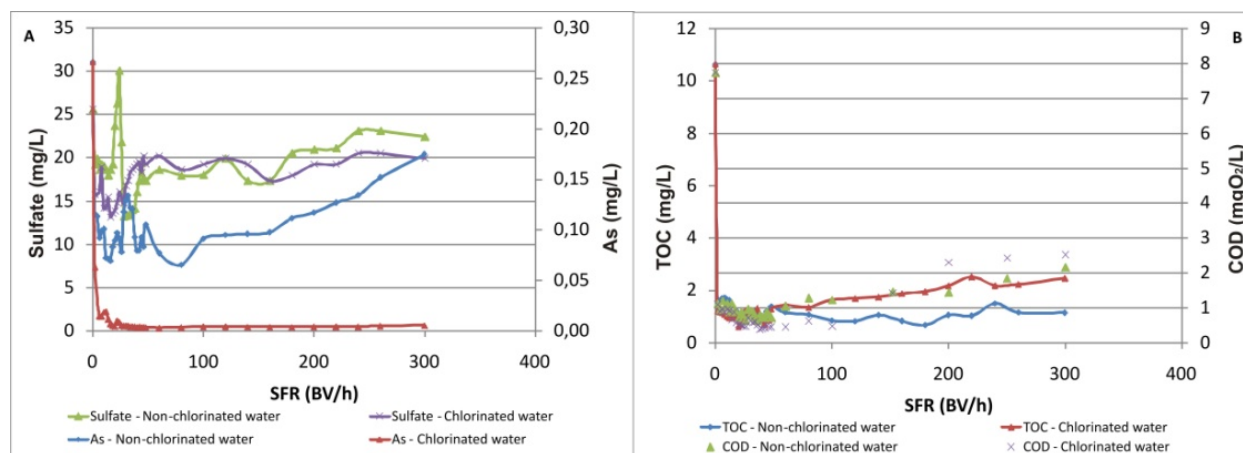 A
35
30
25
20
15
10
5
0
Sulfate (mg/L)
0,30
0,25
0,20
0,15
0,10
0,05
0,00
As (mg/L)
0 100 200 300 400
SFR (BV/h)
Sulfate - Non-chlorinated water
Sulfate - Chlorinated water
As - Non-chlorinated water
As - Chlorinated water
B
12
10
8
6
4
2
0
TOC (mg/L)
9
8
7
6
5
4
3
2
1
0
COD (mgO₂/L)
0 100 200 300 400
SFR (BV/h)
TOC - Non-chlorinated water
TOC - Chlorinated water
COD - Non-chlorinated water
COD - Chlorinated water